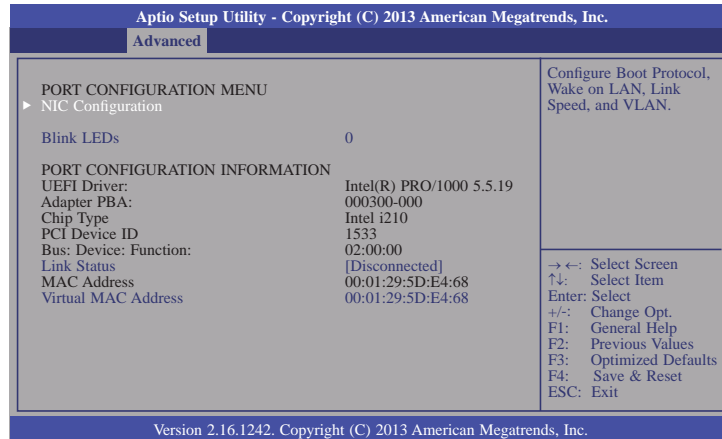 Aptio Setup Utility - Copyright (C) 2013 American Megatrends, Inc.
Advanced
PORT CONFIGURATION MENU
► NIC Configuration
Blink LEDs 0
PORT CONFIGURATION INFORMATION
UEFI Driver: Intel(R) PRO/1000 5.5.19
Adapter PBA: 000300-000
Chip Type Intel i210
PCI Device ID 1533
Bus: Device: Function: 02:00:00
Link Status [Disconnected]
MAC Address 00:01:29:5D:E4:68
Virtual MAC Address 00:01:29:5D:E4:68
Configure Boot Protocol,
Wake on LAN, Link
Speed, and VLAN.
→ ←: Select Screen
↑↓: Select Item
Enter: Select
+/-: Change Opt.
F1: General Help
F2: Previous Values
F3: Optimized Defaults
F4: Save & Reset
ESC: Exit
Version 2.16.1242. Copyright (C) 2013 American Megatrends, Inc.